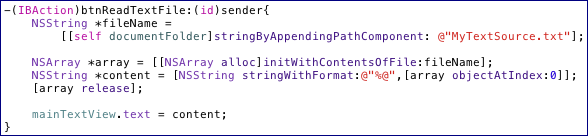 -(IBAction)btnReadTextFile:(id)sender{
NSString *fileName =
[[self documentFolder]stringByAppendingPathComponent: @"MyTextSource.txt"];
NSArray *array = [[NSArray alloc]initWithContentsOfFile:fileName];
NSString *content = [NSString stringWithFormat:@"%@",[array objectAtIndex:0]];
[array release];
mainTextView.text = content;
}